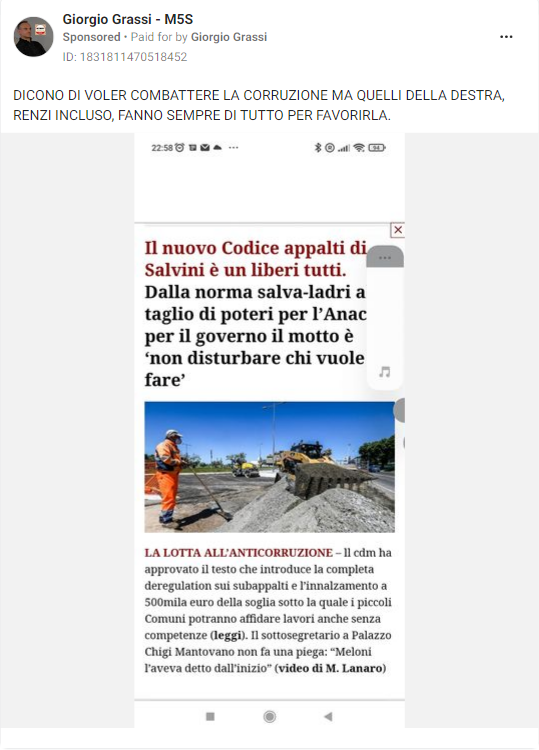 Giorgio Grassi - M5S
Sponsored • Paid for by Giorgio Grassi
ID: 1831811470518452
DICONO DI VOLER COMBATTERE LA CORRUZIONE MA QUELLI DELLA DESTRA,
RENZI INCLUSO, FANNO SEMPRE DI TUTTO PER FAVORIRLA.
22:58
Il nuovo Codice appalti di
Salvini è un liberi tutti.
Dalla norma salva-ladri a
taglio di poteri per l'Anac
per il governo il motto è
'non disturbare chi vuole
fare'
LA LOTTA ALL'ANTICORRUZIONE – Il cdm ha
approvato il testo che introduce la completa
deregulation sui subappalti e l'innalzamento a
500mila euro della soglia sotto la quale i piccoli
Comuni potranno affidare lavori anche senza
competenze (leggi). Il sottosegretario a Palazzo
Chigi Mantovano non fa una piega: “Meloni
l'aveva detto dall'inizio” (video di M. Lanaro)